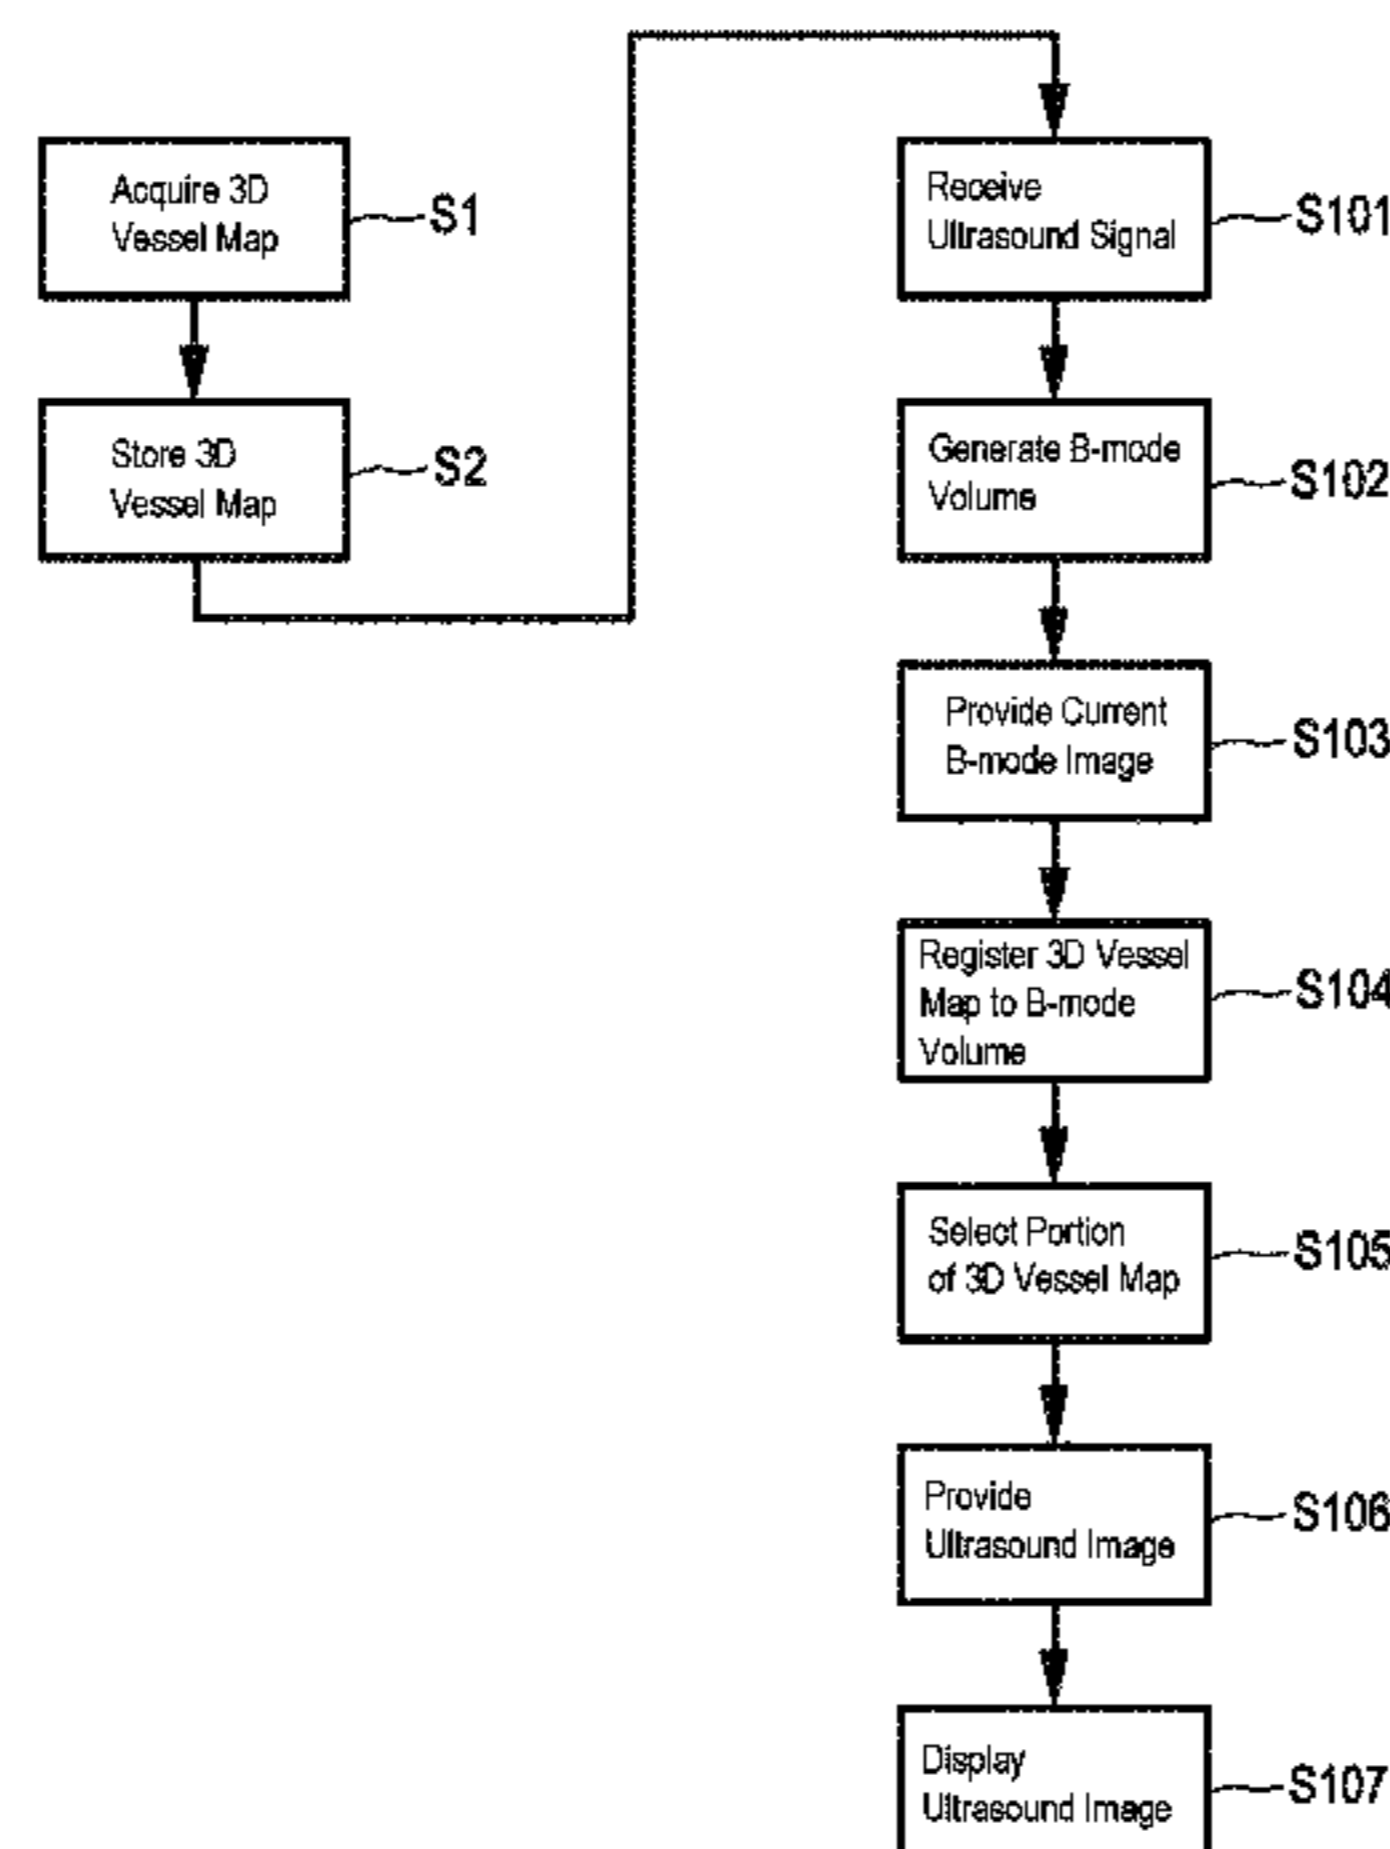 Acquire 3D
Vessel Map
S1
Store 3D
Vessel Map
S2
Receive
Ultrasound Signal
S101
Generate B-mode
Volume
S102
Provide Current
B-mode Image
S103
Register 3D Vessel
Map to B-mode
Volume
S104
Select Portion
of 3D Vessel Map
S105
Provide
Ultrasound Image
S106
Display
Ultrasound Image
S107